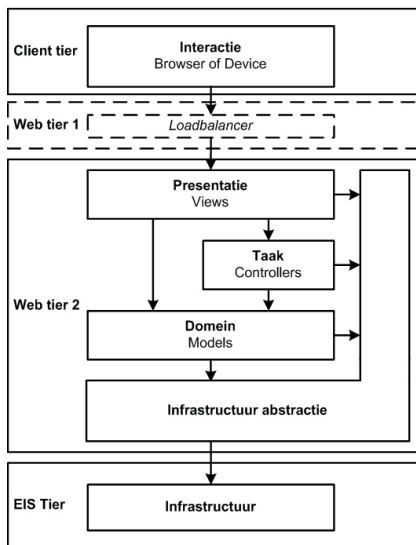 Client tier
Interactie
Browser of Device
Web tier 1
Loadbalancer
Presentatie
Views
Taak
Controllers
Web tier 2
Domein
Models
Infrastructuur abstractie
EIS Tier
Infrastructuur